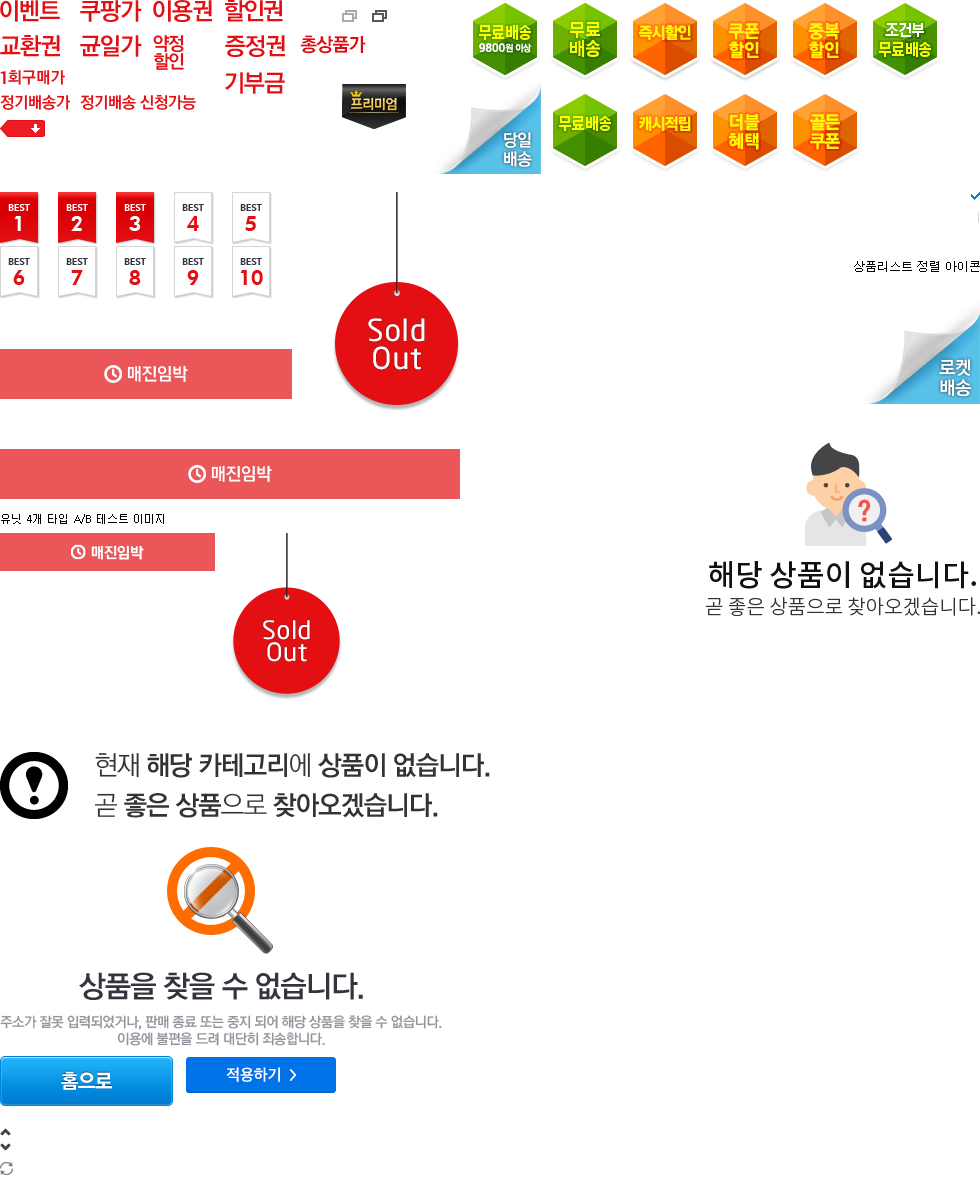 이벤트 쿠팡가 이용권 할인권
교환권 균일가 약정 할인 증정권 총상품가
1회구매가 기부금
정기배송가 정기배송 신청가능
프리미엄
무료배송 9800원 이상
무료 배송
즉시할인
쿠폰 할인
중복 할인
조건부 무료배송
당일 배송
무료배송
캐시적립
더블 혜택
골든 쿠폰
BEST 1
BEST 2
BEST 3
BEST 4
BEST 5
BEST 6
BEST 7
BEST 8
BEST 9
BEST 10
Sold
Out
상품리스트 정렬 아이콘
로켓
배송
매진임박
매진임박
유닛 4개 타입 A/B 테스트 이미지
매진임박
Sold
Out
?
해당 상품이 없습니다.
곧 좋은 상품으로 찾아오겠습니다.
현재 해당 카테고리에 상품이 없습니다.
곧 좋은 상품으로 찾아오겠습니다.
상품을 찾을 수 없습니다.
주소가 잘못 입력되었거나, 판매 종료 또는 중지 되어 해당 상품을 찾을 수 없습니다.
이용에 불편을 드려 대단히 죄송합니다.
홈으로
적용하기